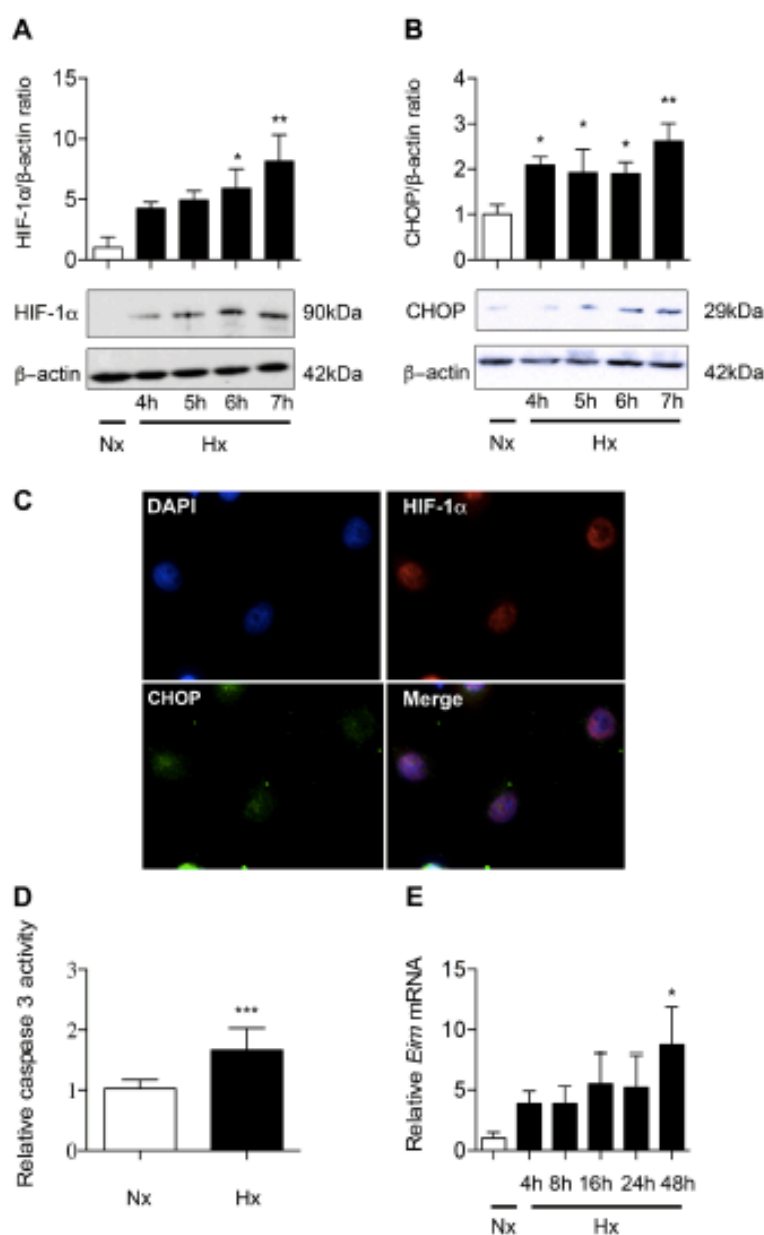 A
HIF-1α/β-actin ratio
15
10
5
0
*
**
HIF-1α
90kDa
β-actin
42kDa
4h 5h 6h 7h
Nx Hx
B
CHOP/β-actin ratio
4
3
2
1
0
* * * **
CHOP
29kDa
β-actin
42kDa
4h 5h 6h 7h
Nx Hx
C
DAPI
HIF-1α
CHOP
Merge
D
Relative caspase 3 activity
3
2
1
0
***
Nx Hx
E
Relative Eim mRNA
15
10
5
0
*
4h 8h 16h 24h 48h
Nx Hx